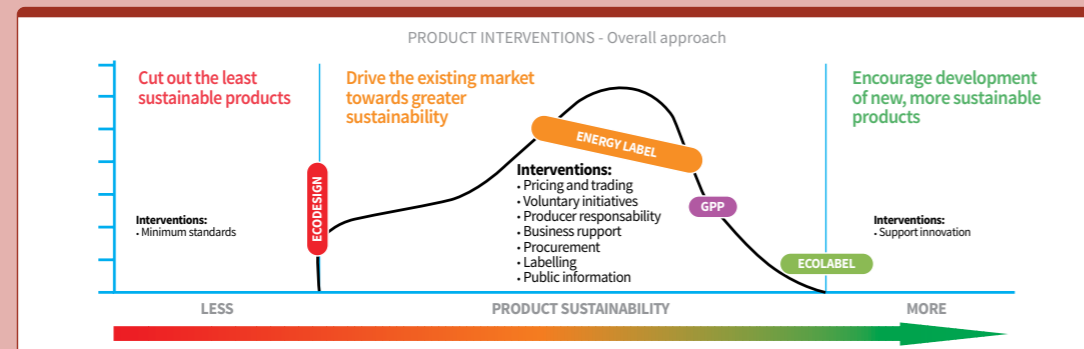 PRODUCT INTERVENTIONS - Overall approach
Cut out the least
sustainable products
Drive the existing market
towards greater
sustainability
Encourage development
of new, more sustainable
products
ECODESIGN
ENERGY LABEL
GPP
ECOLABEL
Interventions:
• Minimum standards
Interventions:
• Pricing and trading
• Voluntary initiatives
• Producer responsability
• Business rupport
• Procurement
• Labelling
• Public information
Interventions:
• Support innovation
LESS
PRODUCT SUSTAINABILITY
MORE